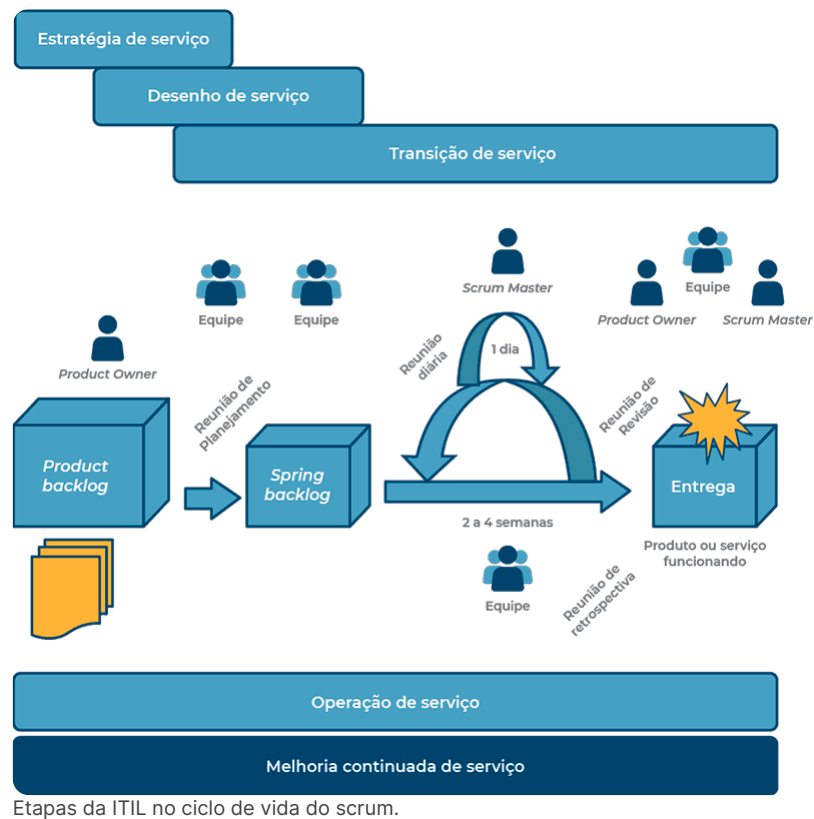 Estratégia de serviço
Desenho de serviço
Transição de serviço
Scrum Master
Equipe
Product Owner
Scrum Master
Equipe
Equipe
Product Owner
Reunião de
Planejamento
Reunião
diária
1 dia
Reunião de
Revisão
Product
backlog
Spring
backlog
2 a 4 semanas
Entrega
Produto ou serviço
funcionando
Equipe
Reunião de
retrospectiva
Operação de serviço
Melhoria continuada de serviço
Etapas da ITIL no ciclo de vida do scrum.